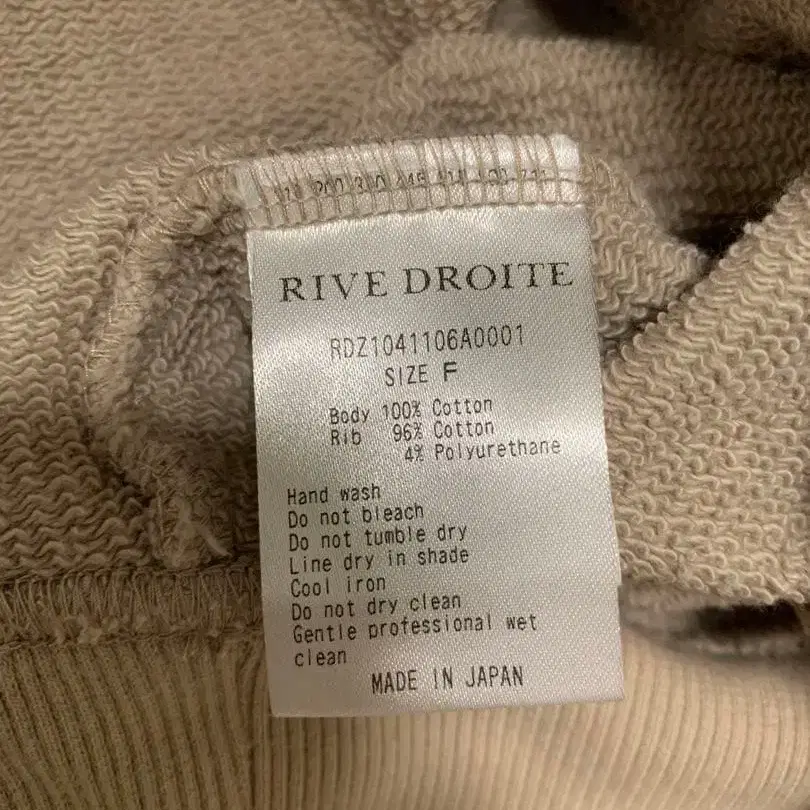 RIVE DROITE
RDZ1041106A0001
SIZE F
Body 100% Cotton
Rib 96% Cotton
4% Polyurethane
Hand wash
Do not bleach
Do not tumble dry
Line dry in shade
Cool iron
Do not dry clean
Gentle professional wet
clean
MADE IN JAPAN